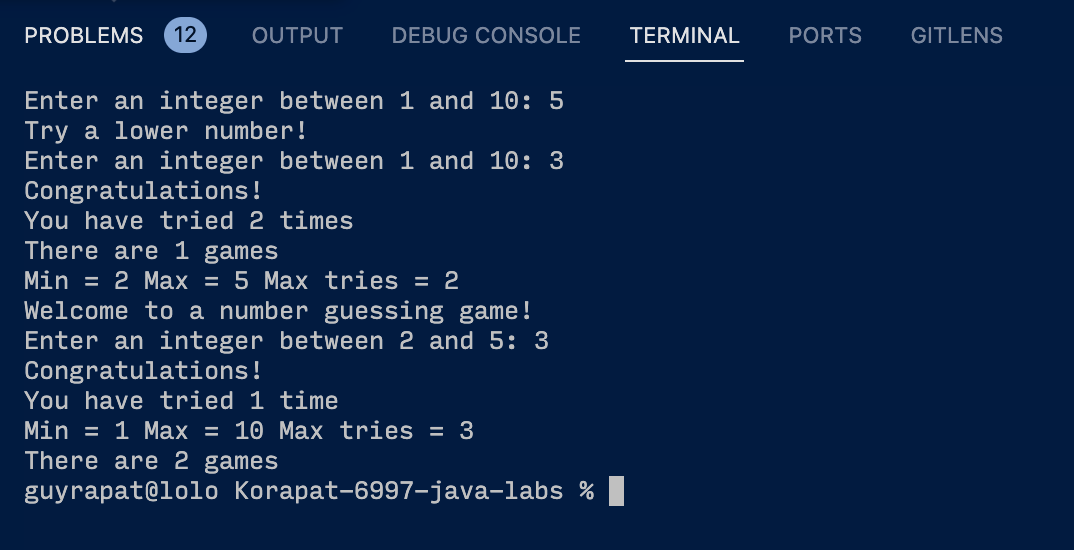 PROBLEMS 12 OUTPUT DEBUG CONSOLE TERMINAL PORTS GITLENS
Enter an integer between 1 and 10: 5
Try a lower number!
Enter an integer between 1 and 10: 3
Congratulations!
You have tried 2 times
There are 1 games
Min = 2 Max = 5 Max tries = 2
Welcome to a number guessing game!
Enter an integer between 2 and 5: 3
Congratulations!
You have tried 1 time
Min = 1 Max = 10 Max tries = 3
There are 2 games
guyrapat@lolo Korapat-6997-java-labs %